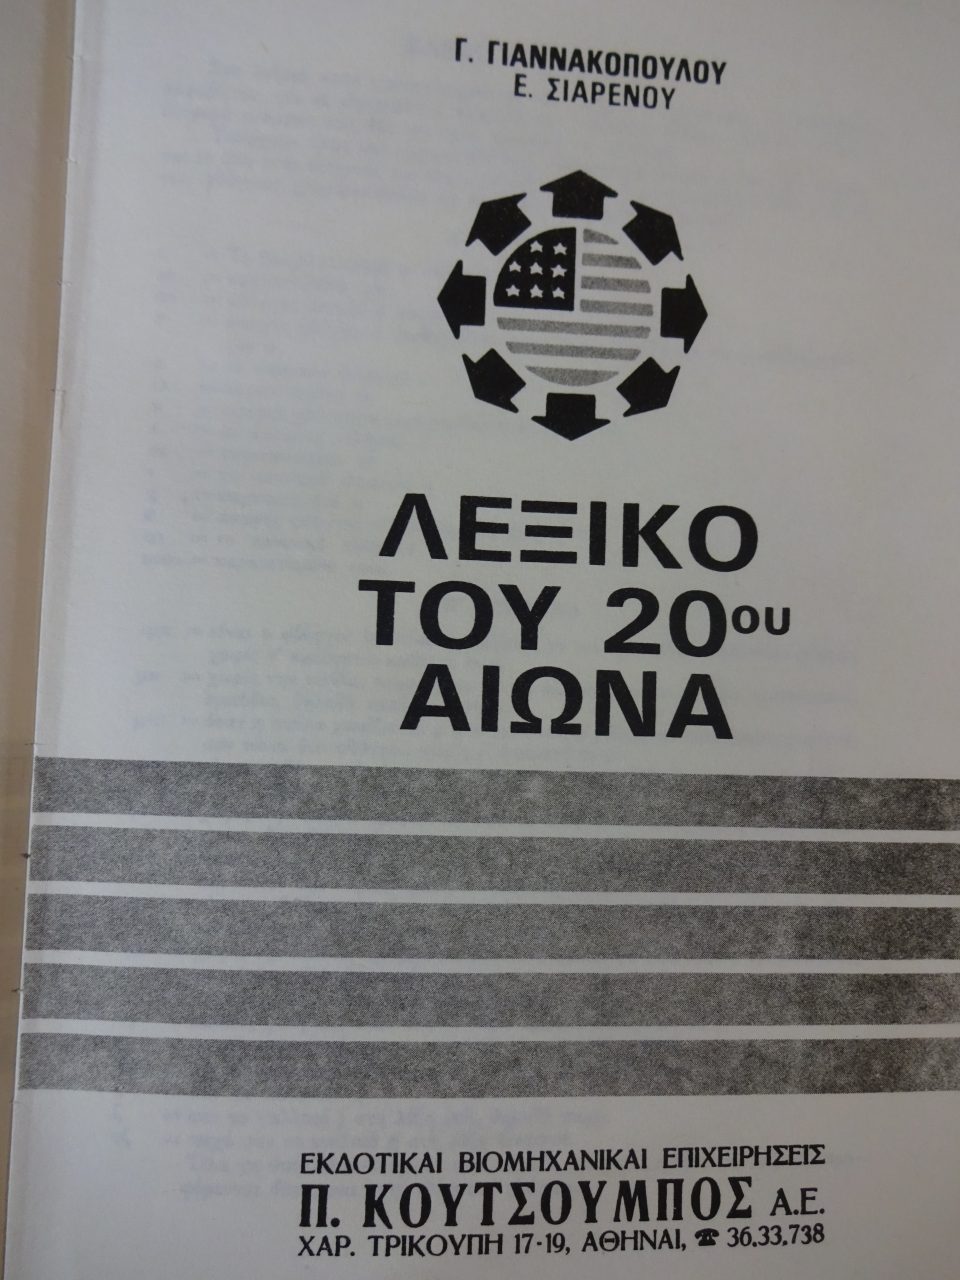 Γ. ΓΙΑΝΝΑΚΟΠΟΥΛΟΥ
Ε. ΣΙΑΡΕΝΟΥ
ΛΕΞΙΚΟ
ΤΟΥ 20ου
ΑΙΩΝΑ
ΕΚΔΟΤΙΚΑΙ ΒΙΟΜΗΧΑΝΙΚΑΙ ΕΠΙΧΕΙΡΗΣΕΙΣ
Π. ΚΟΥΤΣΟΥΜΠΟΣ Α.Ε.
ΧΑΡ. ΤΡΙΚΟΥΠΗ 17-19, ΑΘΗΝΑΙ, ☎ 36.33.738